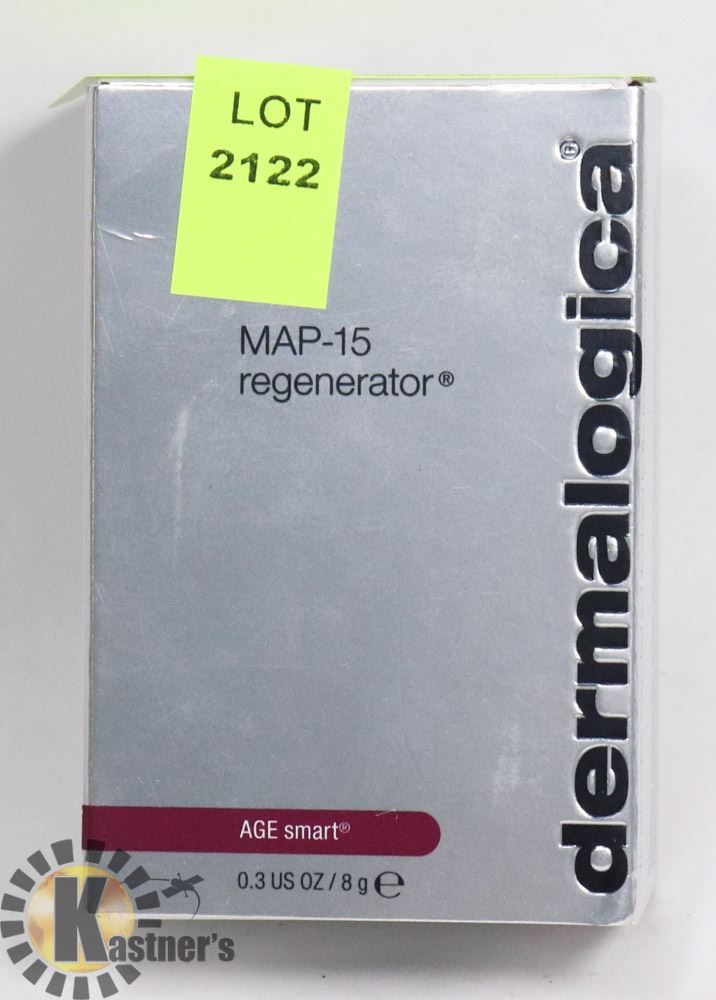 LOT
2122
MAP-15
regenerator®
dermalogica®
AGE smart®
0.3 US OZ / 8 g ℮
Kastner's